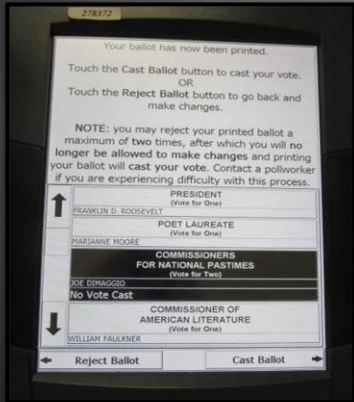 278372
Your ballot has now been printed.
Touch the Cast Ballot button to cast your vote.
OR
Touch the Reject Ballot button to go back and
make changes.
NOTE: you may reject your printed ballot a
maximum of two times, after which you will no
longer be allowed to make changes and printing
your ballot will cast your vote. Contact a pollworker
if you are experiencing difficulty with this process.
PRESIDENT
(Vote for One)
FRANKLIN D. ROOSEVELT
POET LAUREATE
(Vote for One)
MARIANNE MOORE
COMMISSIONERS
FOR NATIONAL PASTIMES
(Vote for Two)
JOE DIMAGGIO
No Vote Cast
COMMISSIONER OF
AMERICAN LITERATURE
(Vote for One)
WILLIAM FAULKNER
Reject Ballot
Cast Ballot